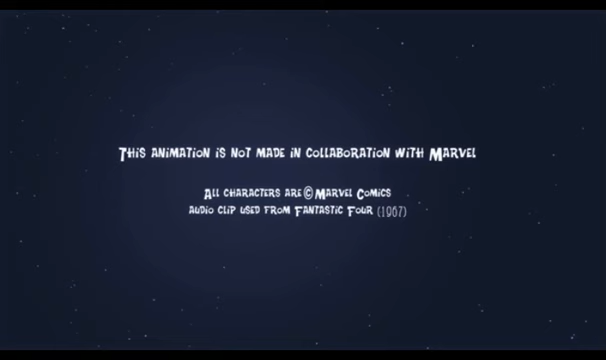 This animation is not made in collaboration with Marvel
All characters are © Marvel Comics
audio clip used from Fantastic Four (1967)